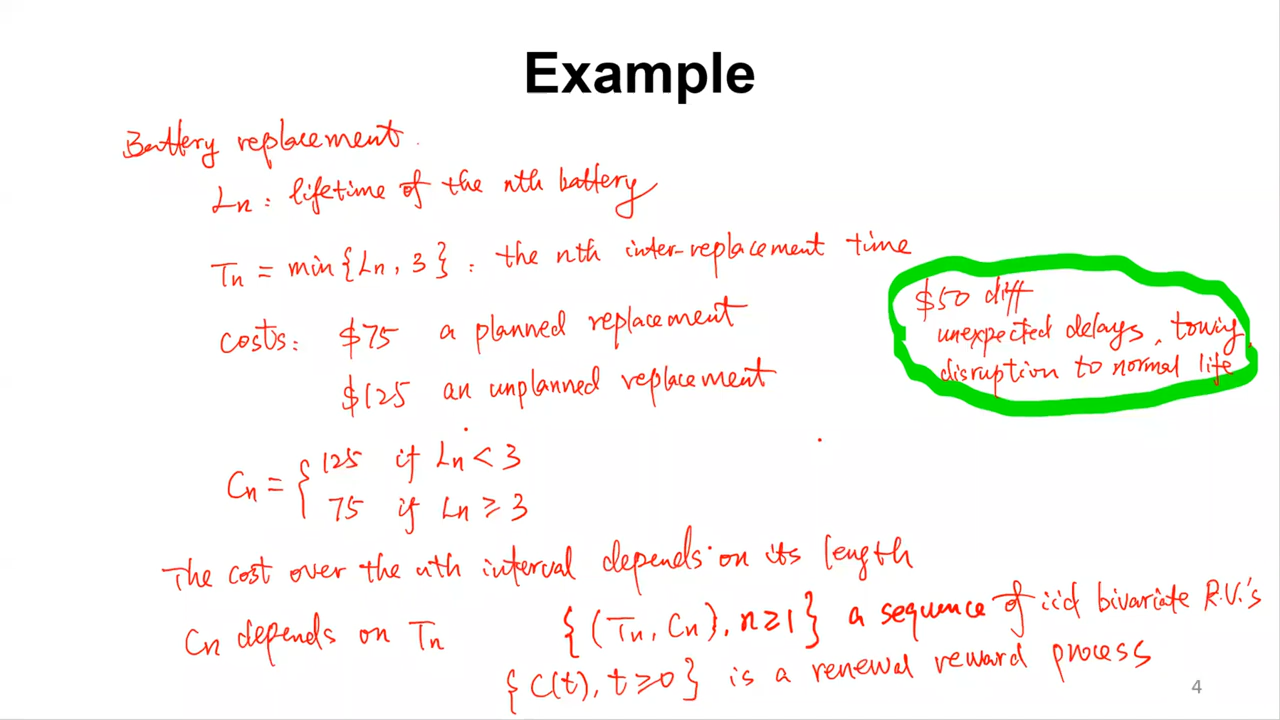 Example
Battery replacement.
Ln: lifetime of the nth battery
Tn = min{Ln, 3}: the nth inter-replacement time
$50 diff
unexpected delays, towing,
disruption to normal life
costs: $75 a planned replacement
$125 an unplanned replacement
Cn = { 125 if Ln < 3
75 if Ln ≥ 3
The cost over the nth interval depends on its length
Cn depends on Tn {(Tn, Cn), n≥1} a sequence of iid bivariate R.V.'s
{C(t), t≥0} is a renewal reward process
4